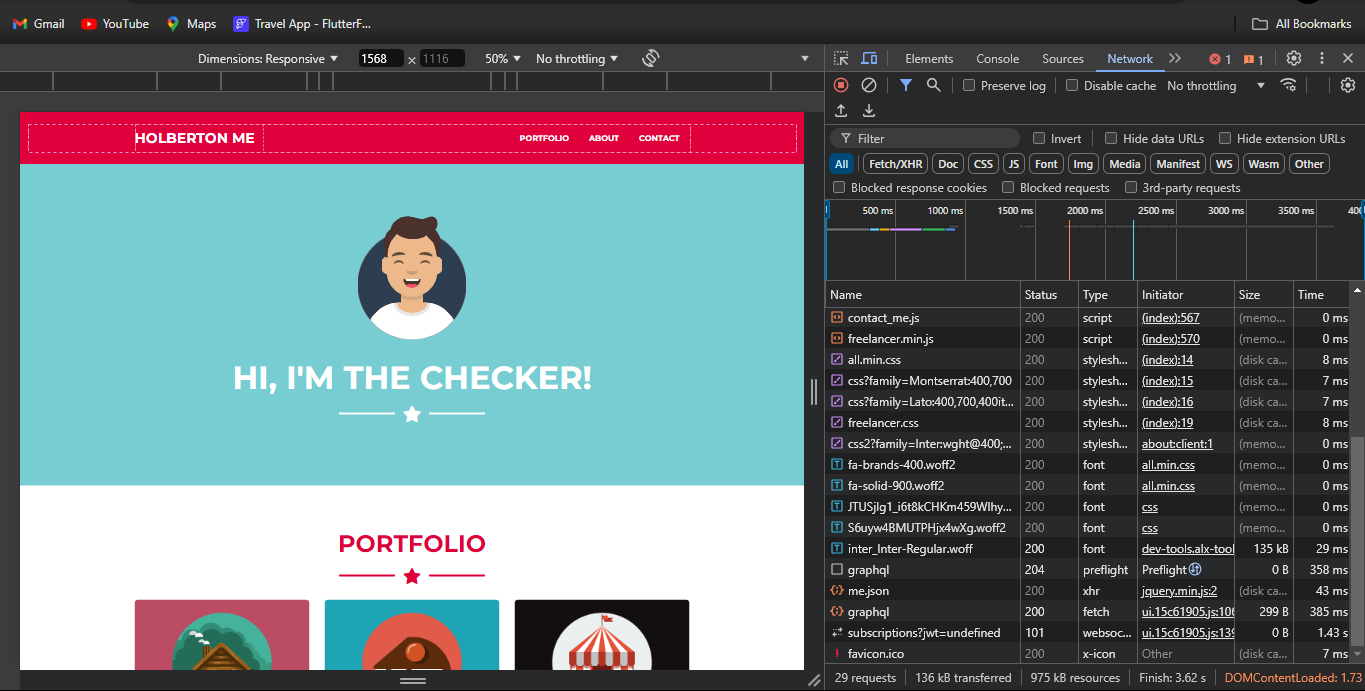 Gmail YouTube Maps Travel App - FlutterF... All Bookmarks
Dimensions: Responsive 1568 × 1116 50% No throttling
Elements Console Sources Network 1 1
Preserve log Disable cache No throttling
Filter Invert Hide data URLs Hide extension URLs
All Fetch/XHR Doc CSS JS Font Img Media Manifest WS Wasm Other
Blocked response cookies Blocked requests 3rd-party requests
500 ms 1000 ms 1500 ms 2000 ms 2500 ms 3000 ms 3500 ms 400
Name Status Type Initiator Size Time
contact_me.js 200 script (index):567 (memo... 0 ms
freelancer.min.js 200 script (index):570 (memo... 0 ms
all.min.css 200 stylesh... (index):14 (disk ca... 8 ms
css?family=Montserrat:400,700 200 stylesh... (index):15 (disk ca... 7 ms
css?family=Lato:400,700,400it... 200 stylesh... (index):16 (disk ca... 7 ms
freelancer.css 200 stylesh... (index):19 (disk ca... 8 ms
css2?family=Inter:wght@400;... 200 stylesh... about:client:1 (memo... 0 ms
fa-brands-400.woff2 200 font all.min.css (memo... 0 ms
fa-solid-900.woff2 200 font all.min.css (memo... 0 ms
JTUSjIg1_i6t8kCHKm459Wlhy... 200 font css (memo... 0 ms
S6uyw4BMUTPHjx4wXg.woff2 200 font css (memo... 0 ms
inter_Inter-Regular.woff 200 font dev-tools.alx-tool 135 kB 29 ms
graphql 204 preflight Preflight 0 B 358 ms
me.json 200 xhr jquery.min.js:2 (disk ca... 43 ms
graphql 200 fetch ui.15c61905.js:106 299 B 385 ms
subscriptions?jwt=undefined 101 websoc... ui.15c61905.js:139 0 B 1.43 s
favicon.ico 200 x-icon Other (disk ca... 7 ms
29 requests 136 kB transferred 975 kB resources Finish: 3.62 s DOMContentLoaded: 1.73
HOLBERTON ME PORTFOLIO ABOUT CONTACT
HI, I'M THE CHECKER!
PORTFOLIO